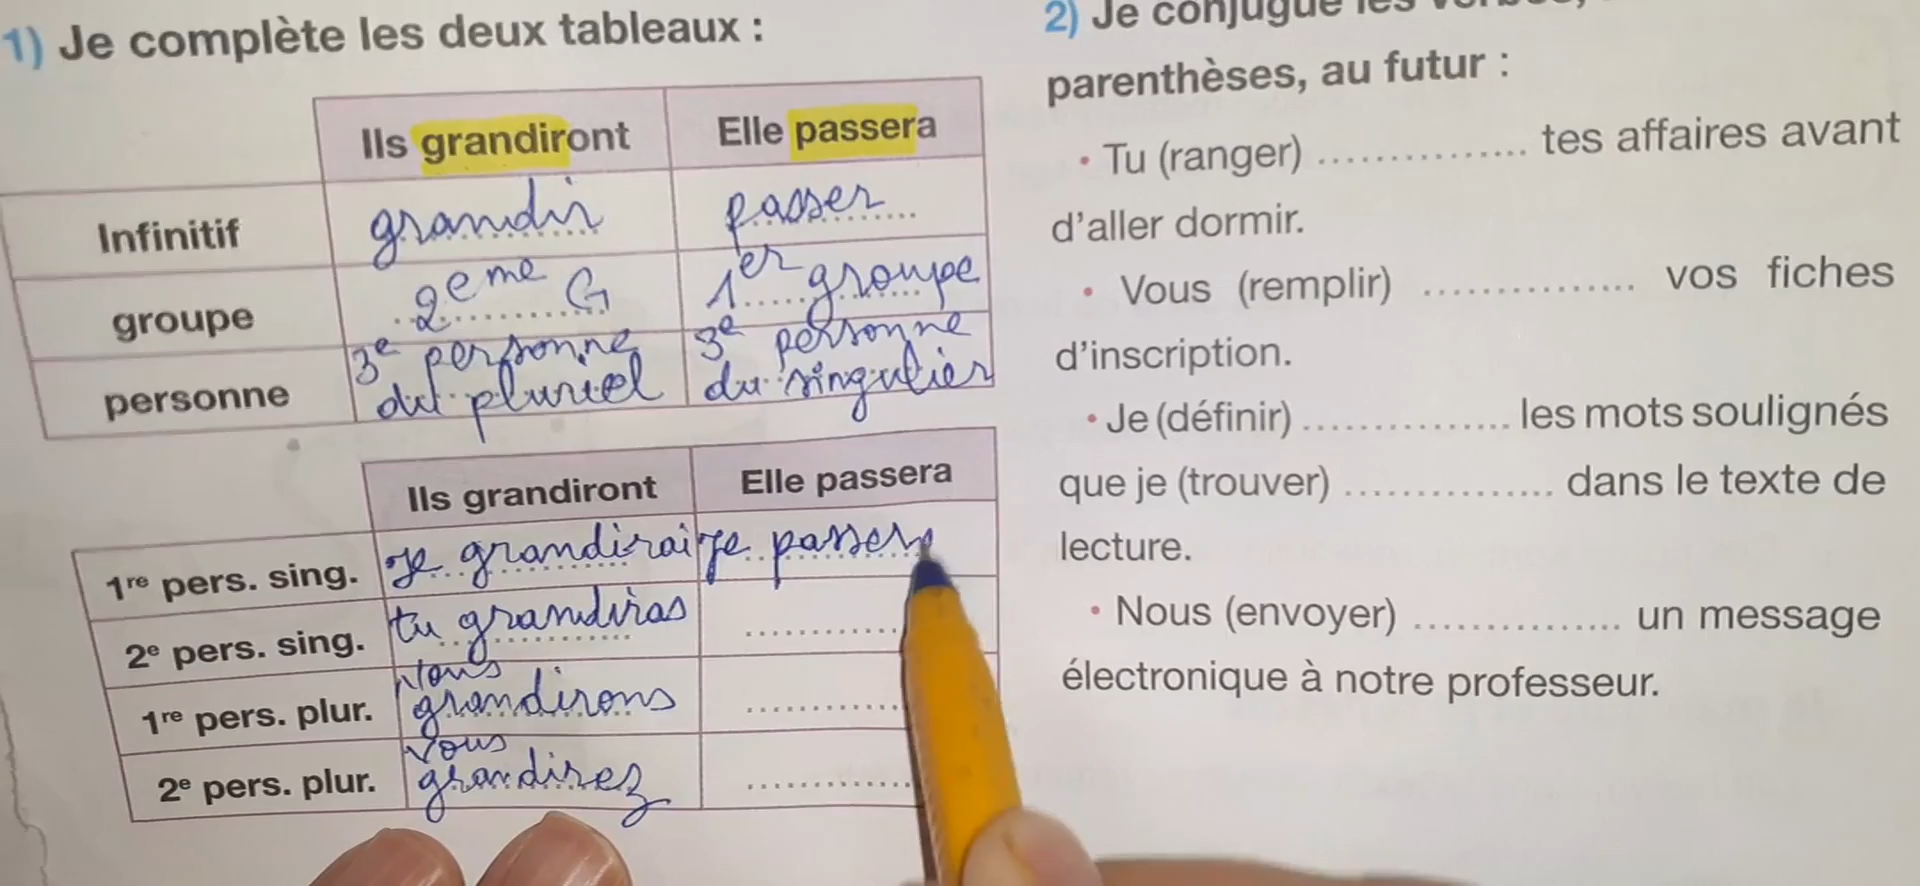 1) Je complète les deux tableaux :
Ils grandiront Elle passera
Infinitif grandir passer
groupe 2eme G 1er groupe
personne 3e personne du pluriel 3e personne du singulier
Ils grandiront Elle passera
1re pers. sing. Je grandirai Je passer
2e pers. sing. tu grandiras ...............
1re pers. plur. Nous grandirons ...............
2e pers. plur. Vous grandirez ...............
2) Je conjugue les
parenthèses, au futur :
• Tu (ranger) ............... tes affaires avant
d'aller dormir.
• Vous (remplir) ............... vos fiches
d'inscription.
• Je (définir) ............... les mots soulignés
que je (trouver) ............... dans le texte de
lecture.
• Nous (envoyer) ............... un message
électronique à notre professeur.